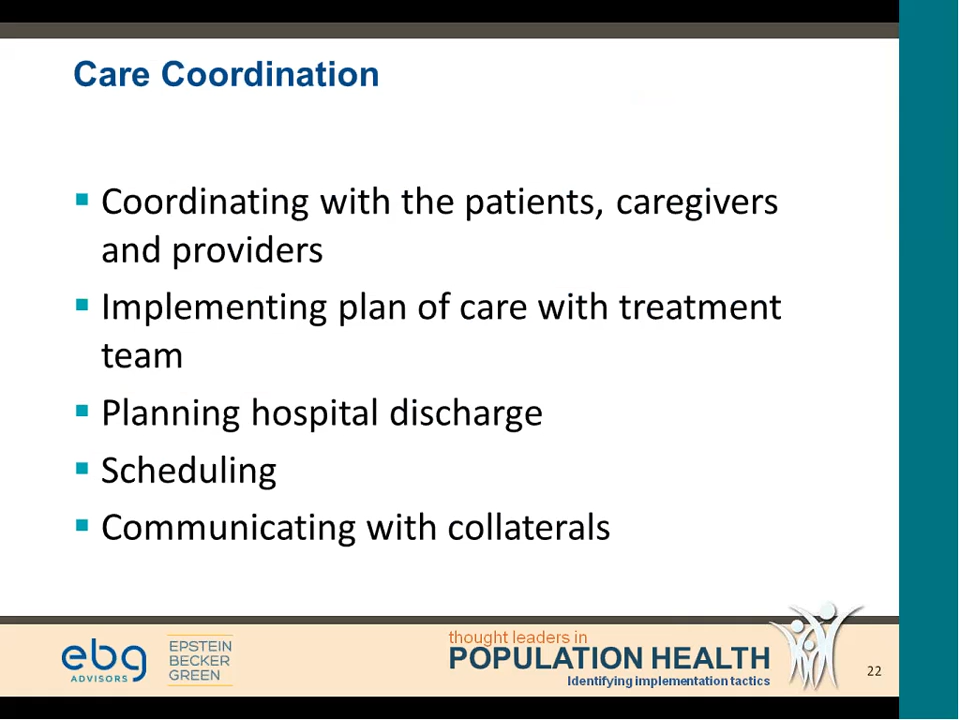 Care Coordination
Coordinating with the patients, caregivers
and providers
Implementing plan of care with treatment
team
Planning hospital discharge
Scheduling
Communicating with collaterals
ebg
ADVISORS
EPSTEIN
BECKER
GREEN
thought leaders in
POPULATION HEALTH
Identifying implementation tactics
22